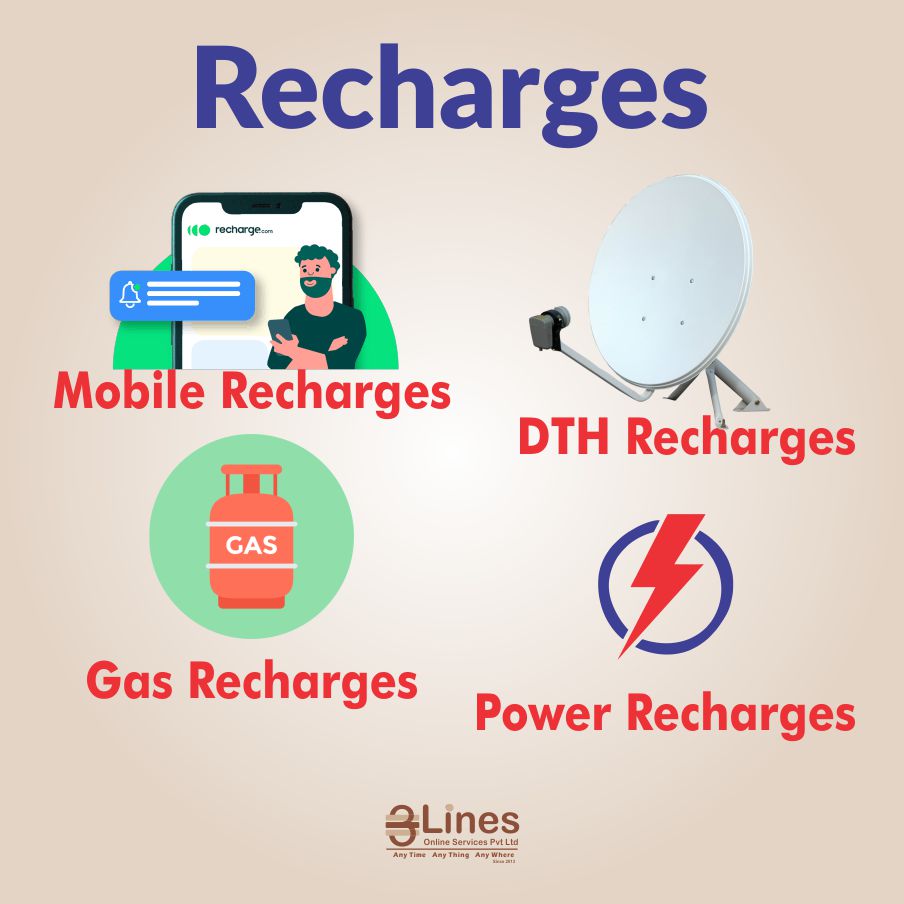 Recharges
recharge.com
Mobile Recharges
DTH Recharges
GAS
Gas Recharges
Power Recharges
3Lines
Online Services Pvt Ltd
Any Time Any Thing Any Where
Since 2013